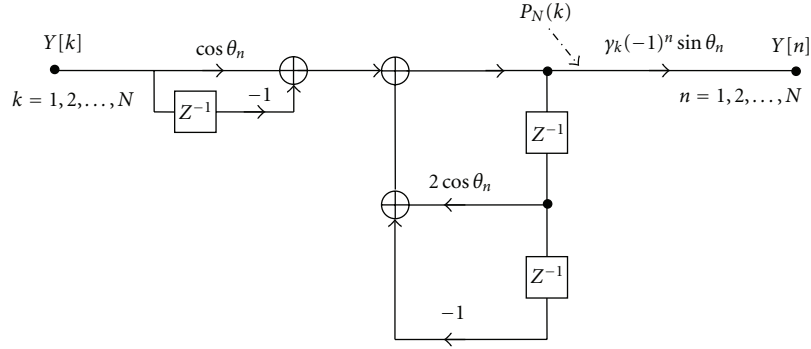 P_N(k)
Y[k]
cos θ_n
γ_k(−1)^n sin θ_n
Y[n]
k = 1, 2, . . . , N
Z^{−1}
−1
n = 1, 2, . . . , N
Z^{−1}
2 cos θ_n
Z^{−1}
−1